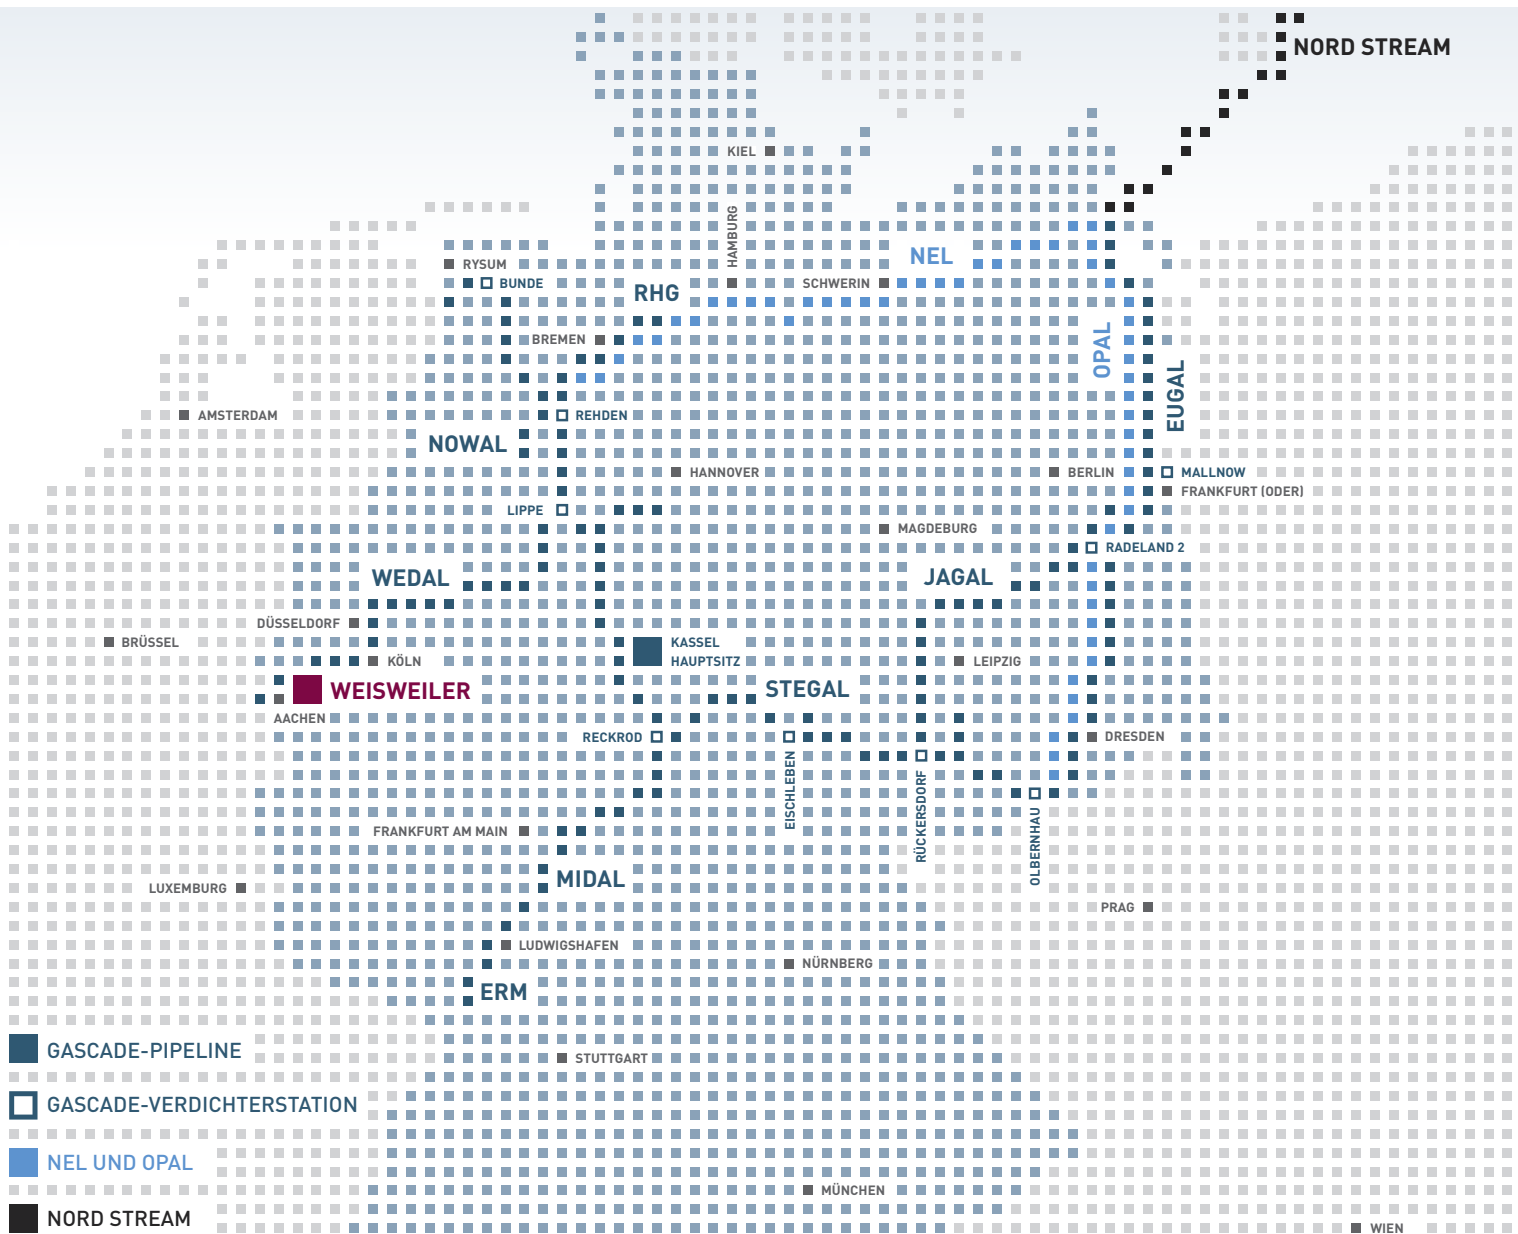 NORD STREAM
KIEL
HAMBURG
NEL
RYSUM
BUNDE
SCHWERIN
RHG
BREMEN
OPAL
EUGAL
AMSTERDAM
REHDEN
NOWAL
HANNOVER
BERLIN
MALLNOW
FRANKFURT (ODER)
LIPPE
MAGDEBURG
RADELAND 2
WEDAL
JAGAL
DÜSSELDORF
BRÜSSEL
KASSEL
HAUPTSITZ
KÖLN
LEIPZIG
WEISWEILER
STEGAL
AACHEN
RECKROD
DRESDEN
EISCHLEBEN
RÜCKERSDORF
OLBERNHAU
FRANKFURT AM MAIN
MIDAL
LUXEMBURG
PRAG
LUDWIGSHAFEN
NÜRNBERG
ERM
GASCADE-PIPELINE
STUTTGART
GASCADE-VERDICHTERSTATION
NEL UND OPAL
MÜNCHEN
NORD STREAM
WIEN